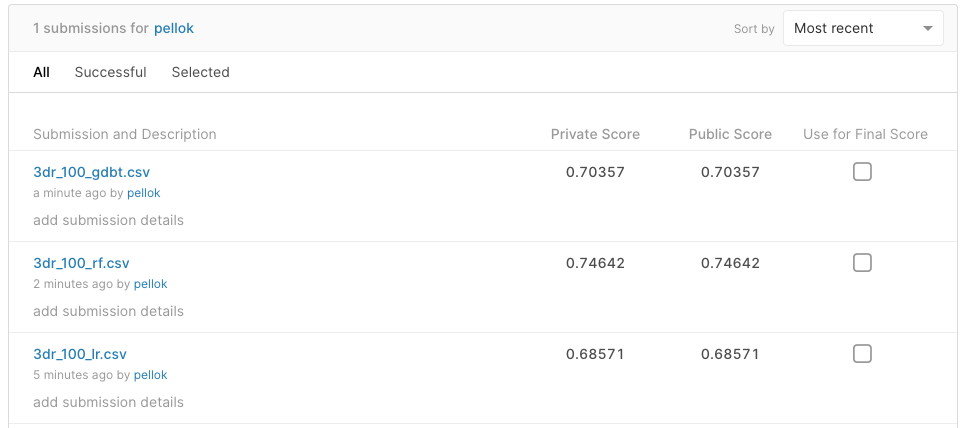 1 submissions for pellok
Sort by Most recent
All Successful Selected
Submission and Description Private Score Public Score Use for Final Score
3dr_100_gdbt.csv 0.70357 0.70357
a minute ago by pellok
add submission details
3dr_100_rf.csv 0.74642 0.74642
2 minutes ago by pellok
add submission details
3dr_100_lr.csv 0.68571 0.68571
5 minutes ago by pellok
add submission details